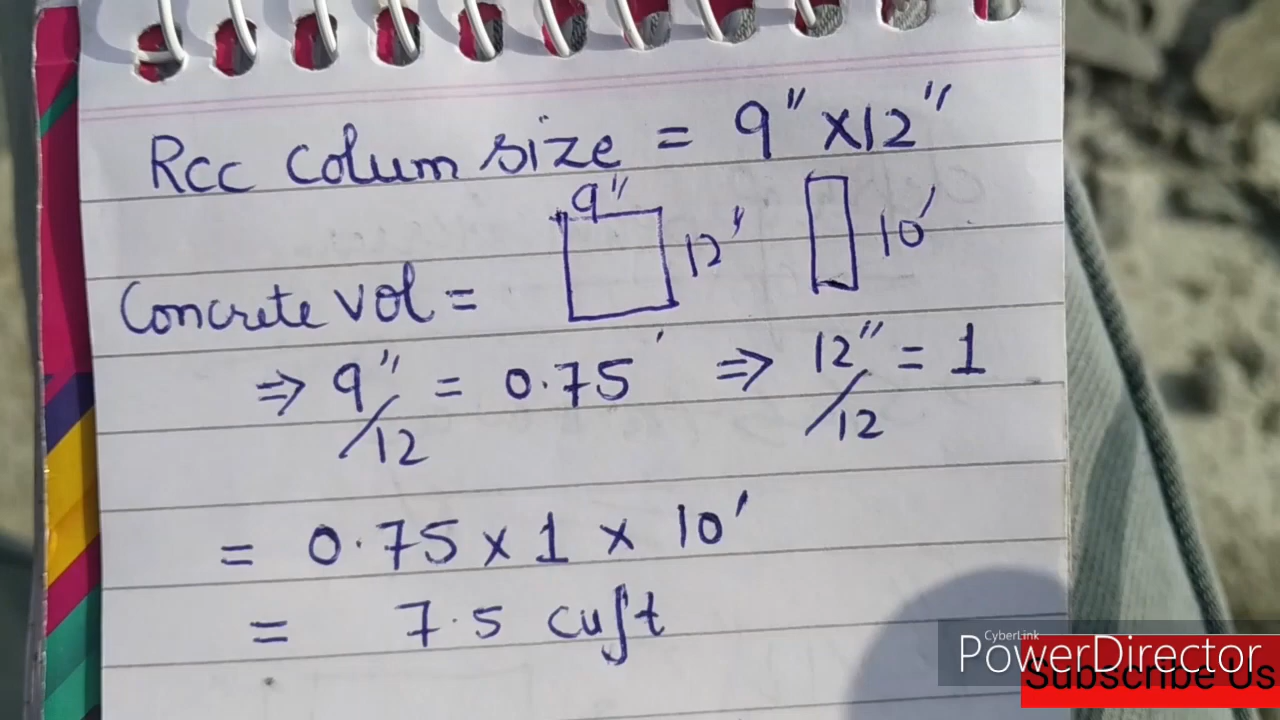 Rcc Colum size = 9" x12"
9"
12"
10'
Concrete vol =
⇒ 9"/12 = 0.75' ⇒ 12"/12 = 1
= 0.75 x 1 x 10'
= 7.5 cuft
CyberLink
PowerDirector
Subscribe Us